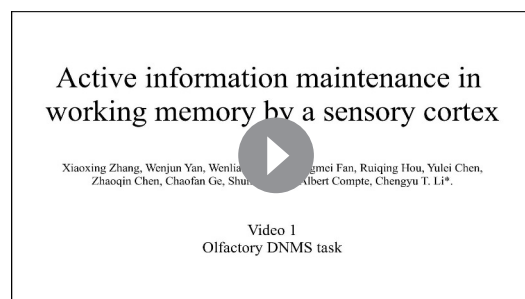 Active information maintenance in
working memory by a sensory cortex
Xiaoxing Zhang, Wenjun Yan, Ruiqing Hou, Yulei Chen,
Zhaoqin Chen, Chaofan Ge, Albert Compte, Chengyu T. Li*.
Video 1
Olfactory DNMS task